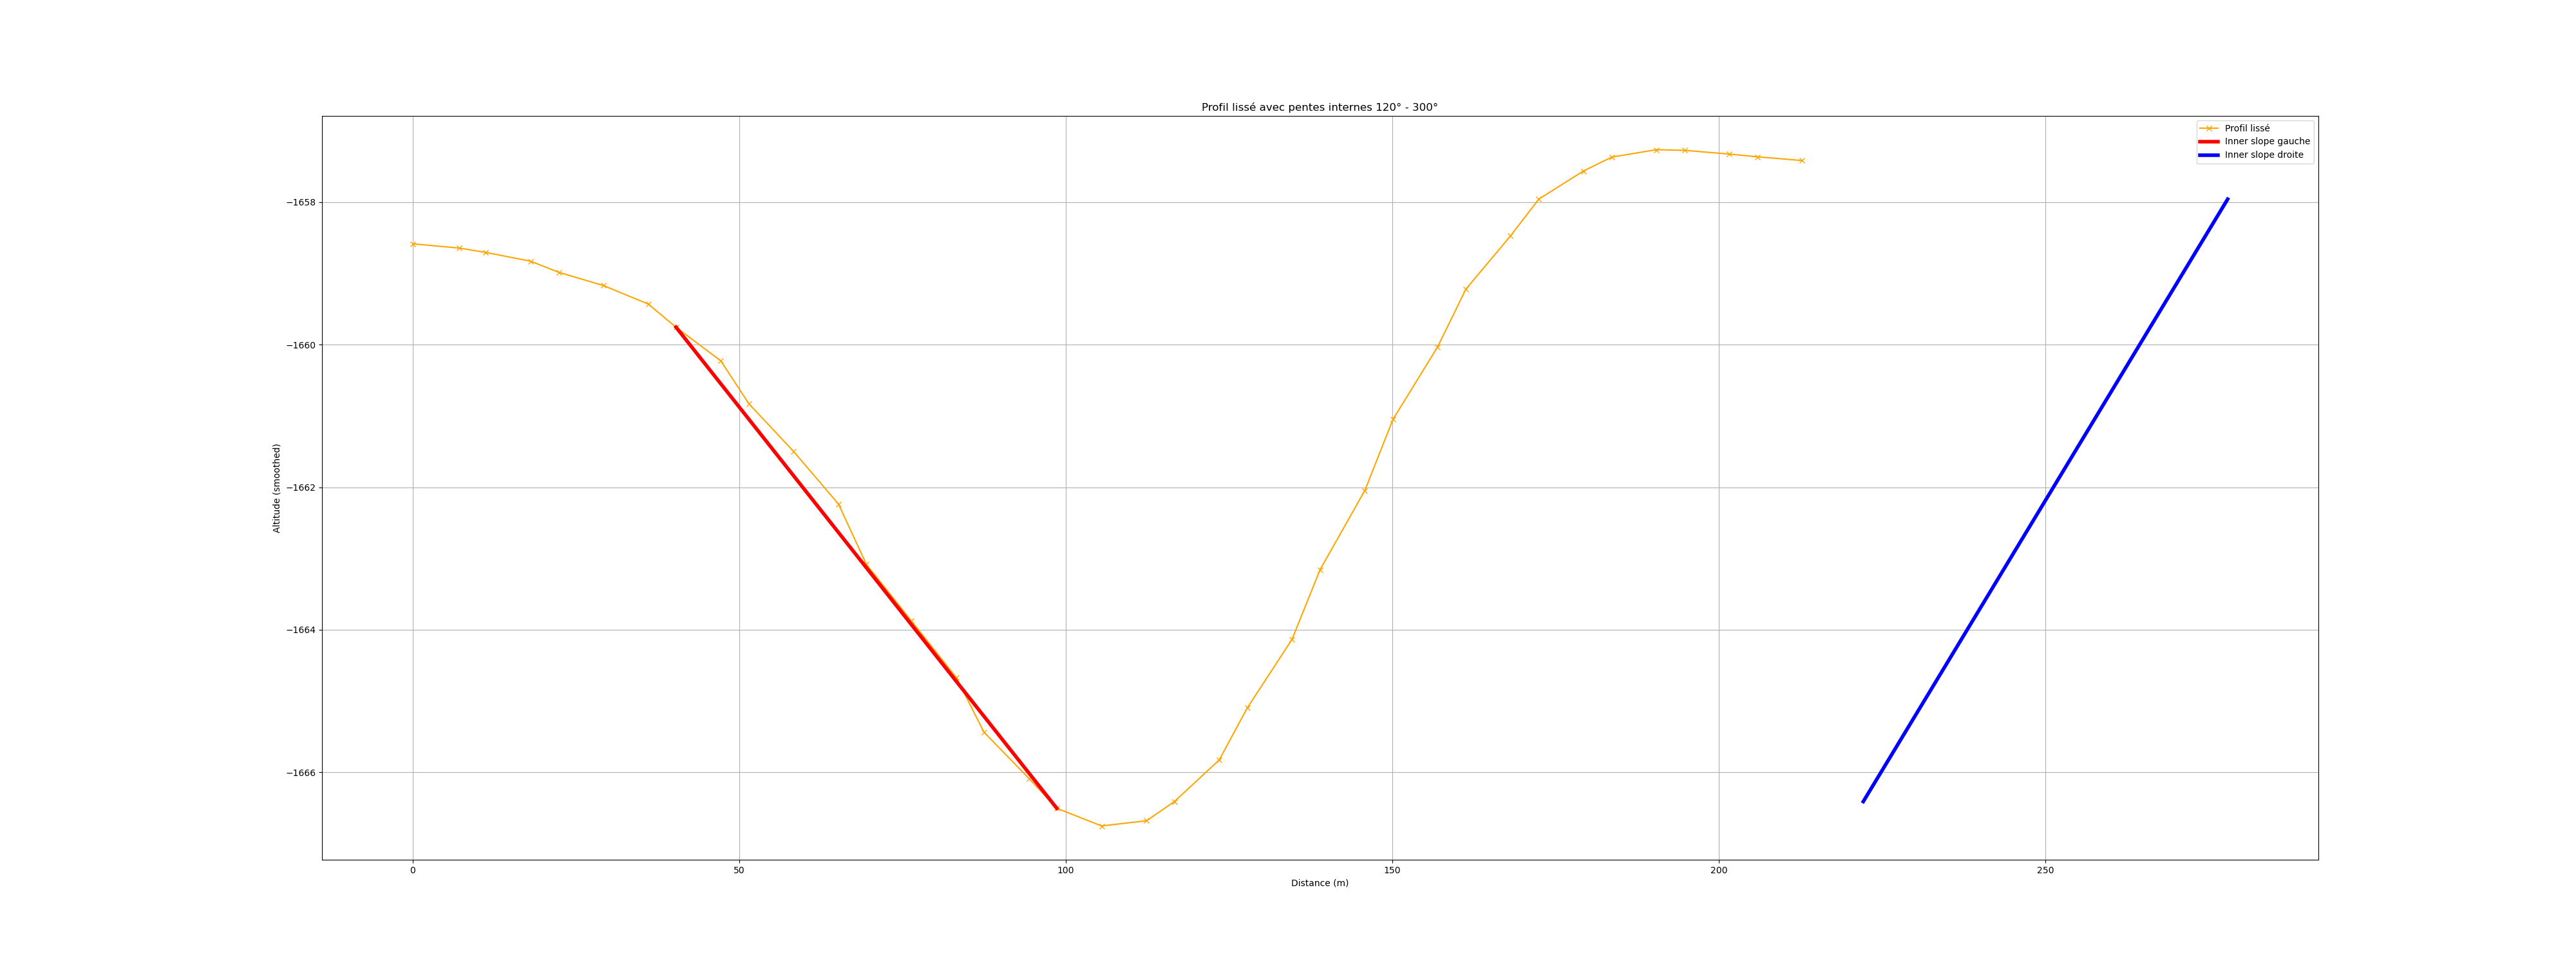 Profil lissé avec pentes internes 120° - 300°
Profil lissé
Inner slope gauche
Inner slope droite
Altitude (smoothed)
−1658
−1660
−1662
−1664
−1666
0
50
100
150
200
250
Distance (m)